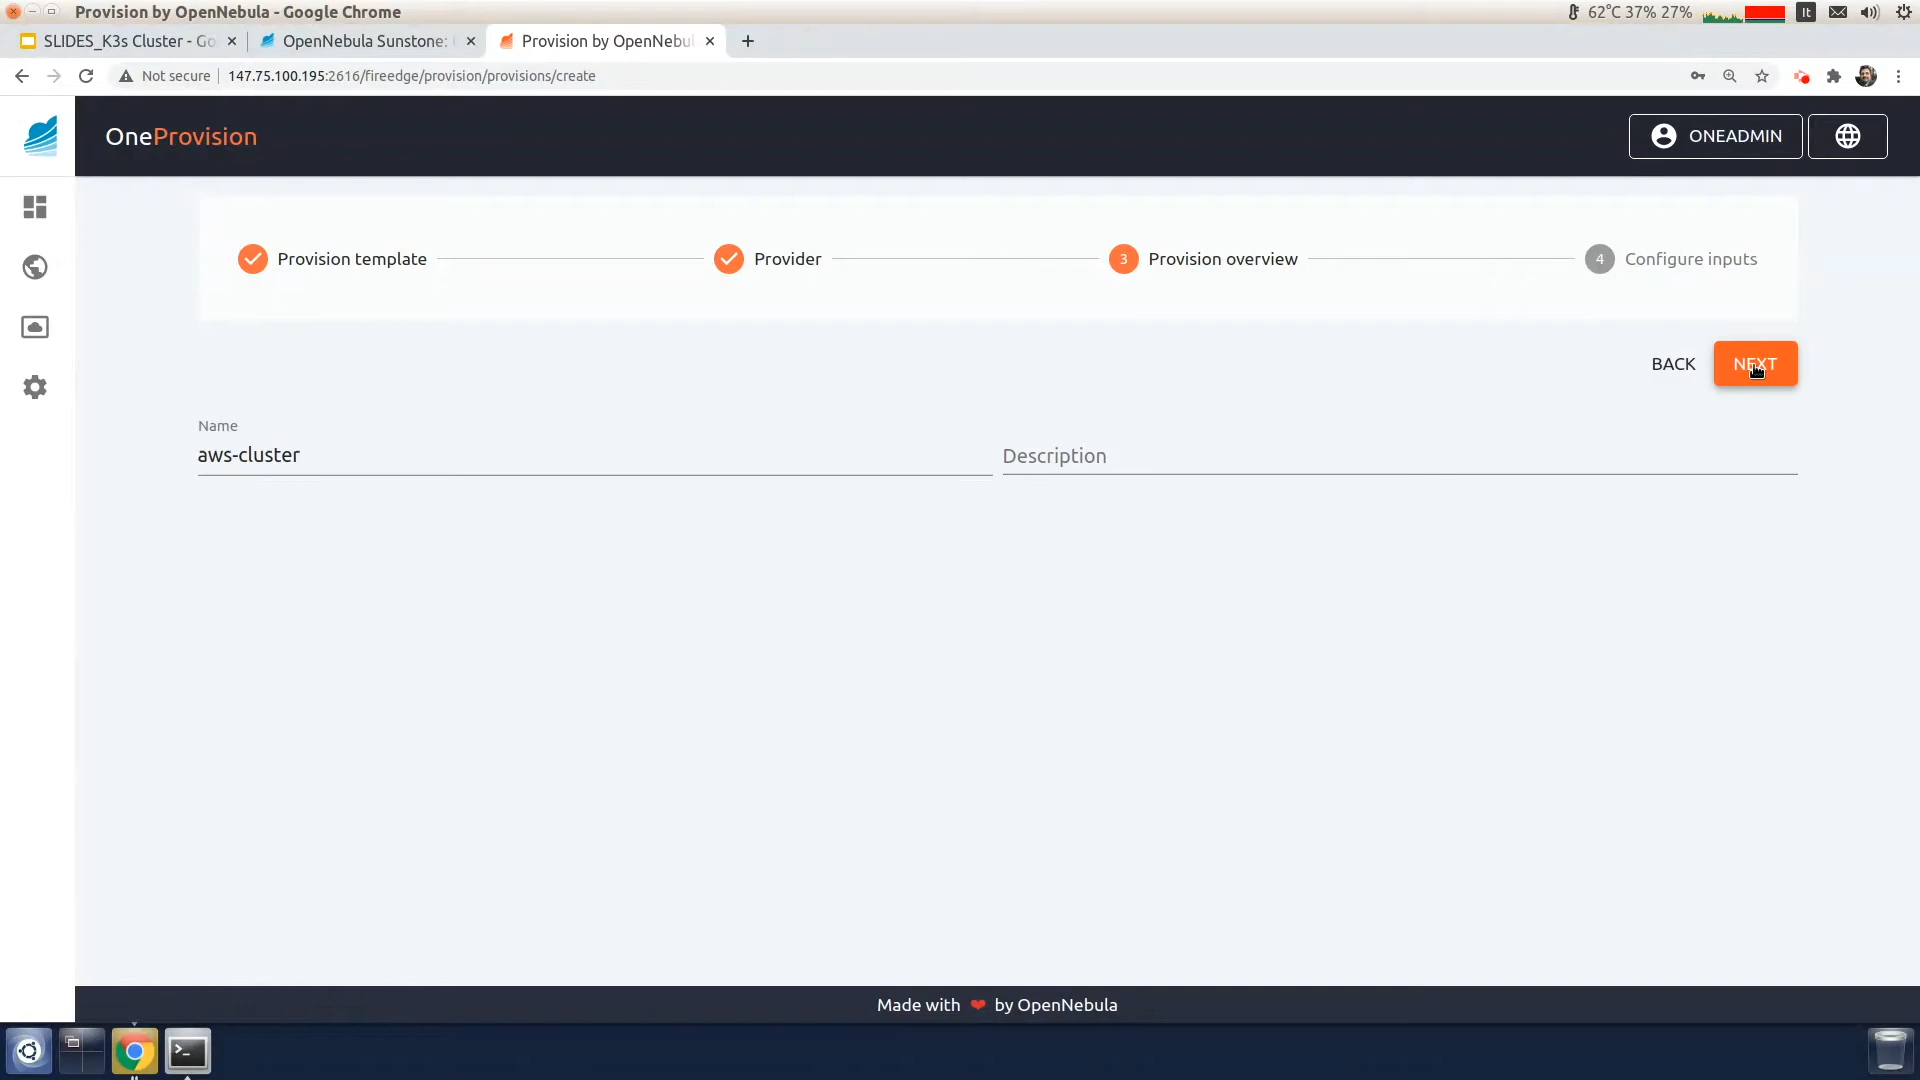 Provision by OpenNebula - Google Chrome
62°C 37% 27%
It
SLIDES_K3s Cluster - Go
OpenNebula Sunstone:
Provision by OpenNebul
Not secure
147.75.100.195:2616/fireedge/provision/provisions/create
OneProvision
ONEADMIN
Provision template
Provider
3 Provision overview
4 Configure inputs
BACK
NEXT
Name
aws-cluster
Description
Made with ❤ by OpenNebula
>_